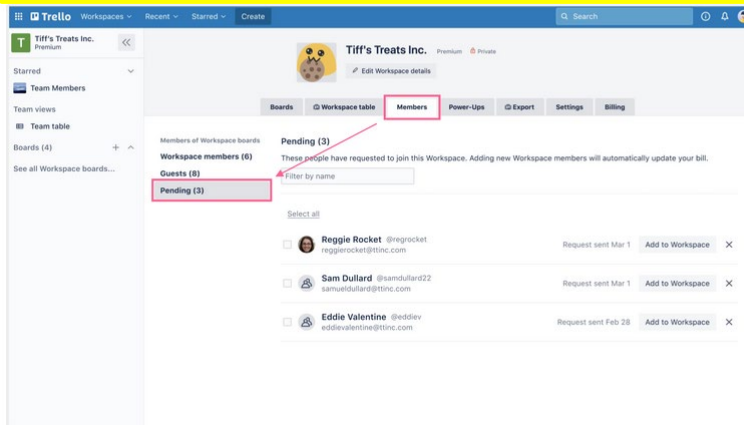 Trello Workspaces Recent Starred Create Search
T Tiff's Treats Inc.
Premium
Starred
Team Members
Team views
Team table
Boards (4)
See all Workspace boards...
Tiff's Treats Inc. Premium Private
Edit Workspace details
Boards Workspace table Members Power-Ups Export Settings Billing
Members of Workspace boards
Workspace members (6)
Guests (8)
Pending (3)
Pending (3)
These people have requested to join this Workspace. Adding new Workspace members will automatically update your bill.
Filter by name
Select all
Reggie Rocket @regrocket
reggierocket@ttinc.com
Request sent Mar 1 Add to Workspace
Sam Dullard @samdullard22
samueldullard@ttinc.com
Request sent Mar 1 Add to Workspace
Eddie Valentine @eddiev
eddievalentine@ttinc.com
Request sent Feb 28 Add to Workspace